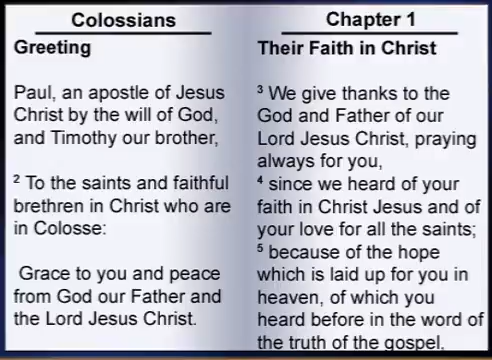 Colossians
Greeting
Paul, an apostle of Jesus
Christ by the will of God,
and Timothy our brother,
² To the saints and faithful
brethren in Christ who are
in Colosse:
Grace to you and peace
from God our Father and
the Lord Jesus Christ.
Chapter 1
Their Faith in Christ
³ We give thanks to the
God and Father of our
Lord Jesus Christ, praying
always for you,
⁴ since we heard of your
faith in Christ Jesus and of
your love for all the saints;
⁵ because of the hope
which is laid up for you in
heaven, of which you
heard before in the word of
the truth of the gospel,